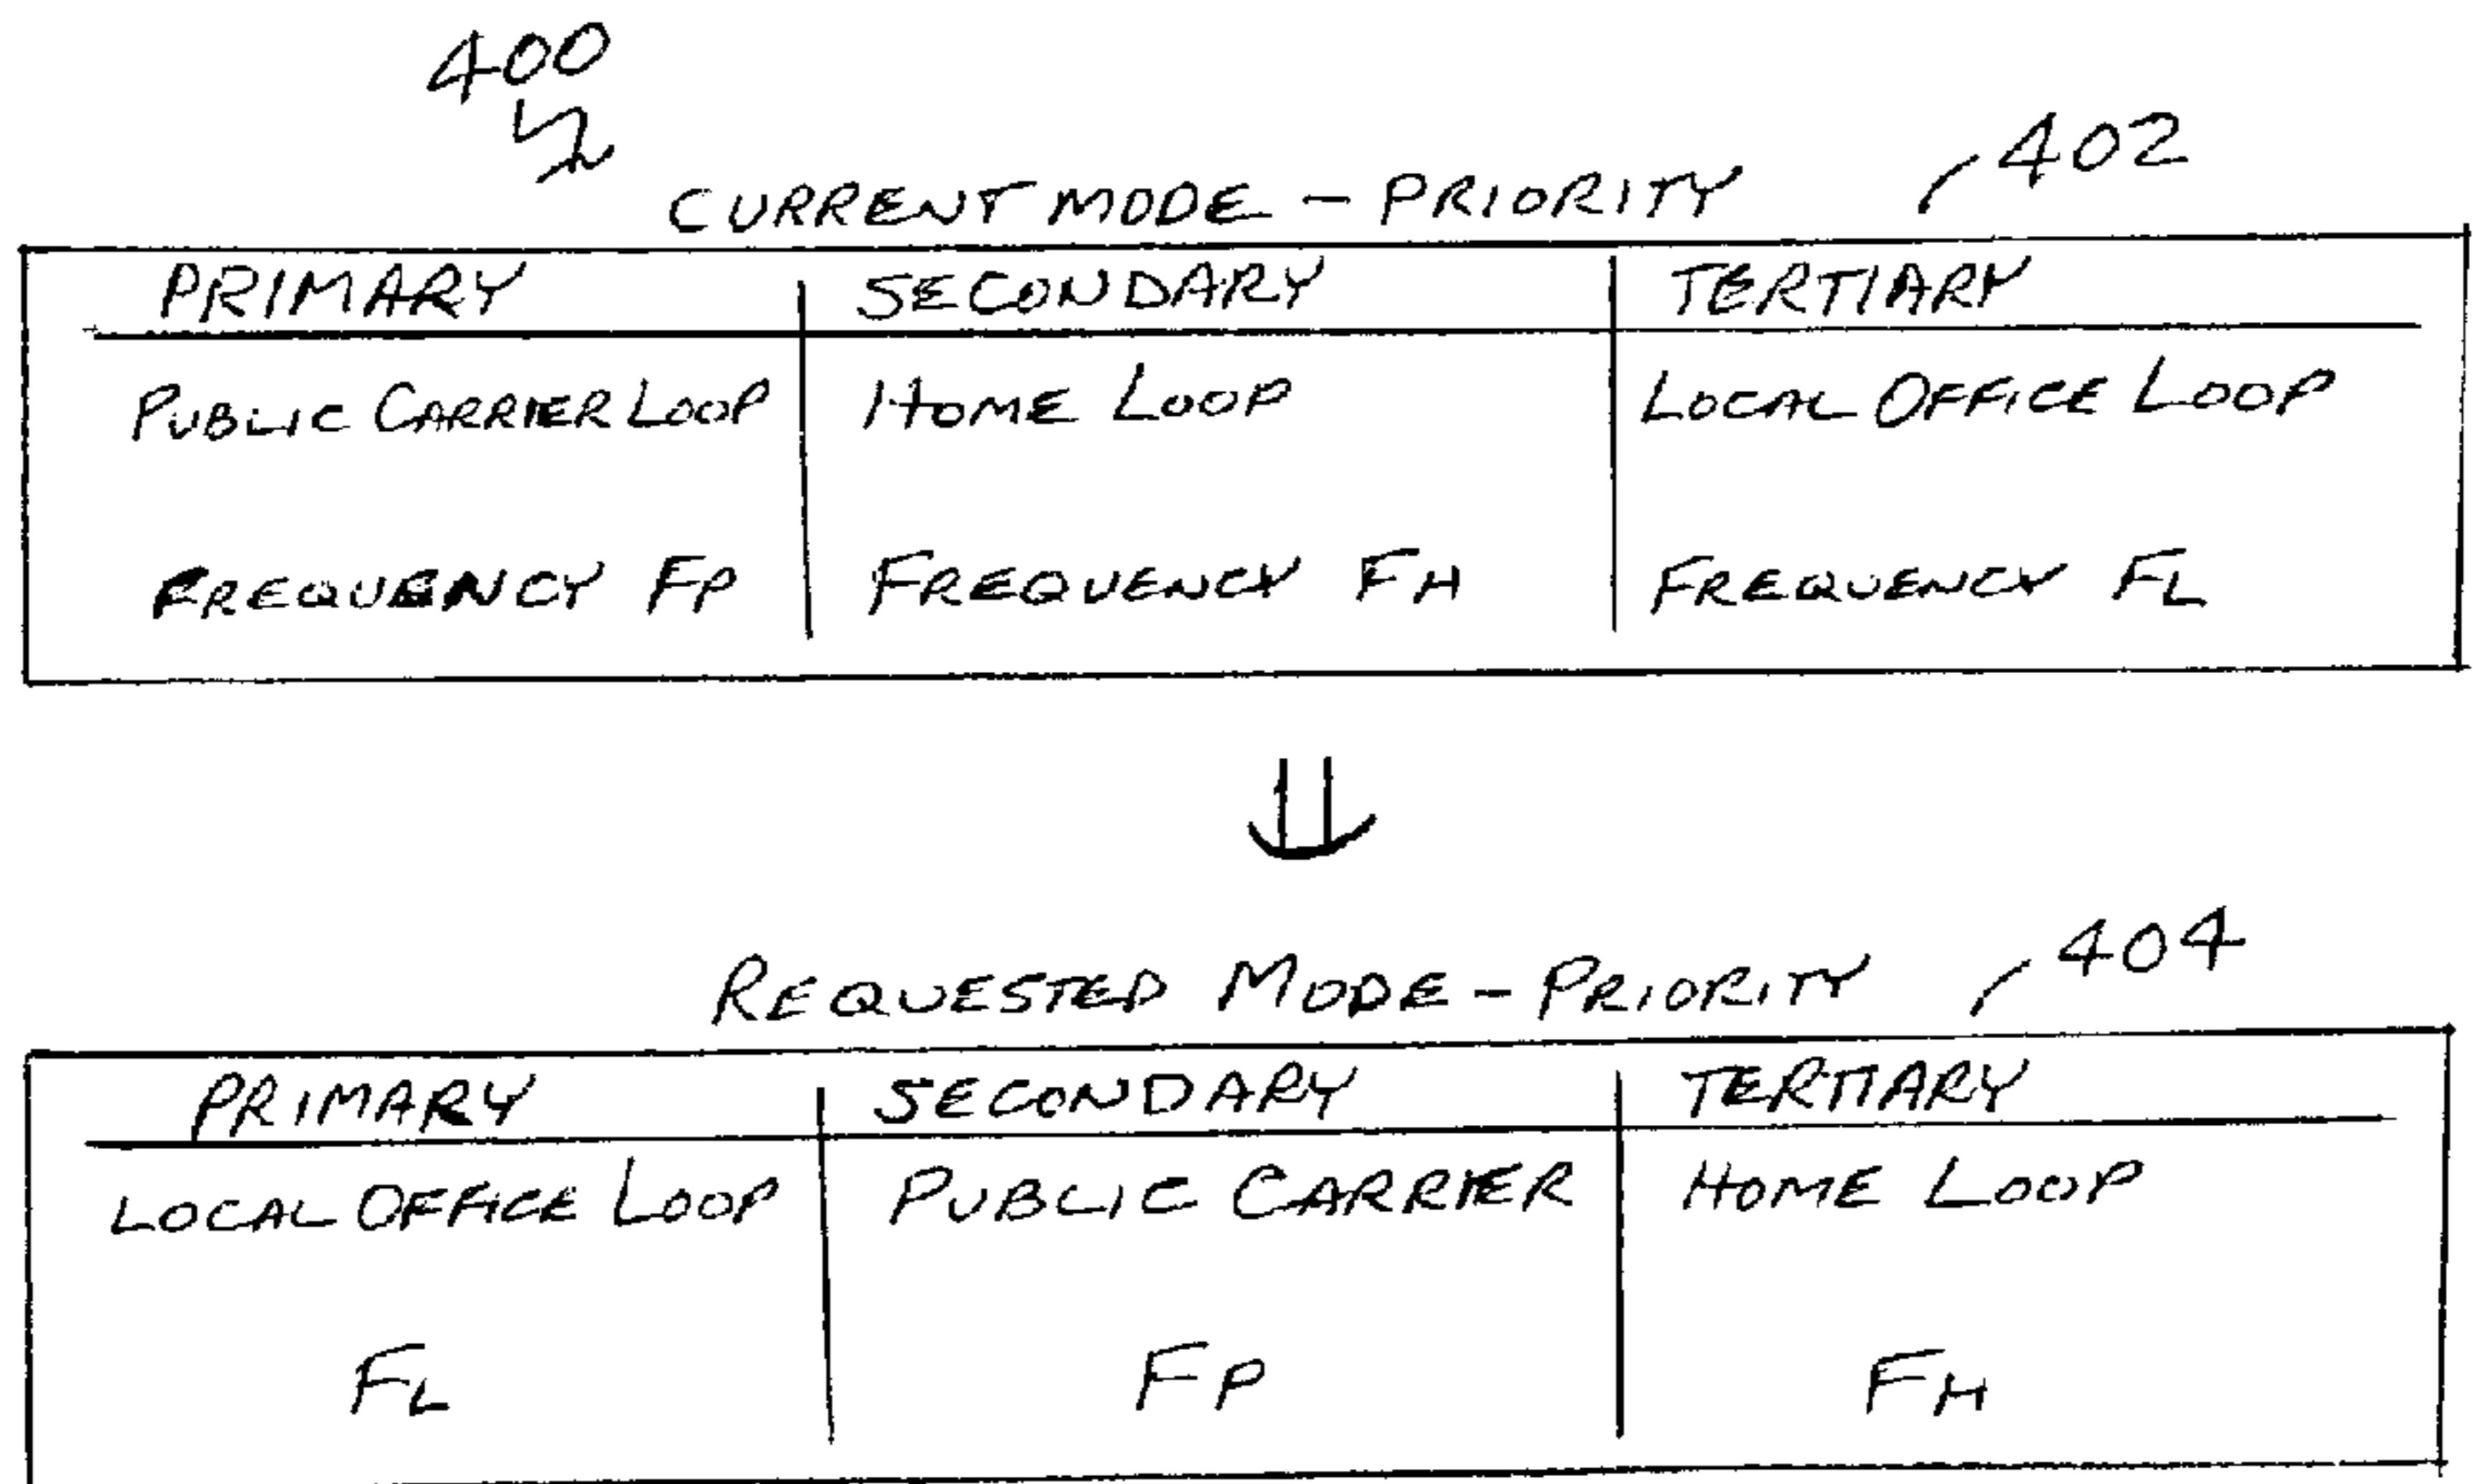 400
402
CURRENT MODE - PRIORITY
PRIMARY SECONDARY TERTIARY
PUBLIC CARRIER LOOP HOME LOOP LOCAL OFFICE LOOP
FREQUENCY FP FREQUENCY FH FREQUENCY FL
404
REQUESTED MODE - PRIORITY
PRIMARY SECONDARY TERTIARY
LOCAL OFFICE LOOP PUBLIC CARRIER HOME LOOP
FL FP FH